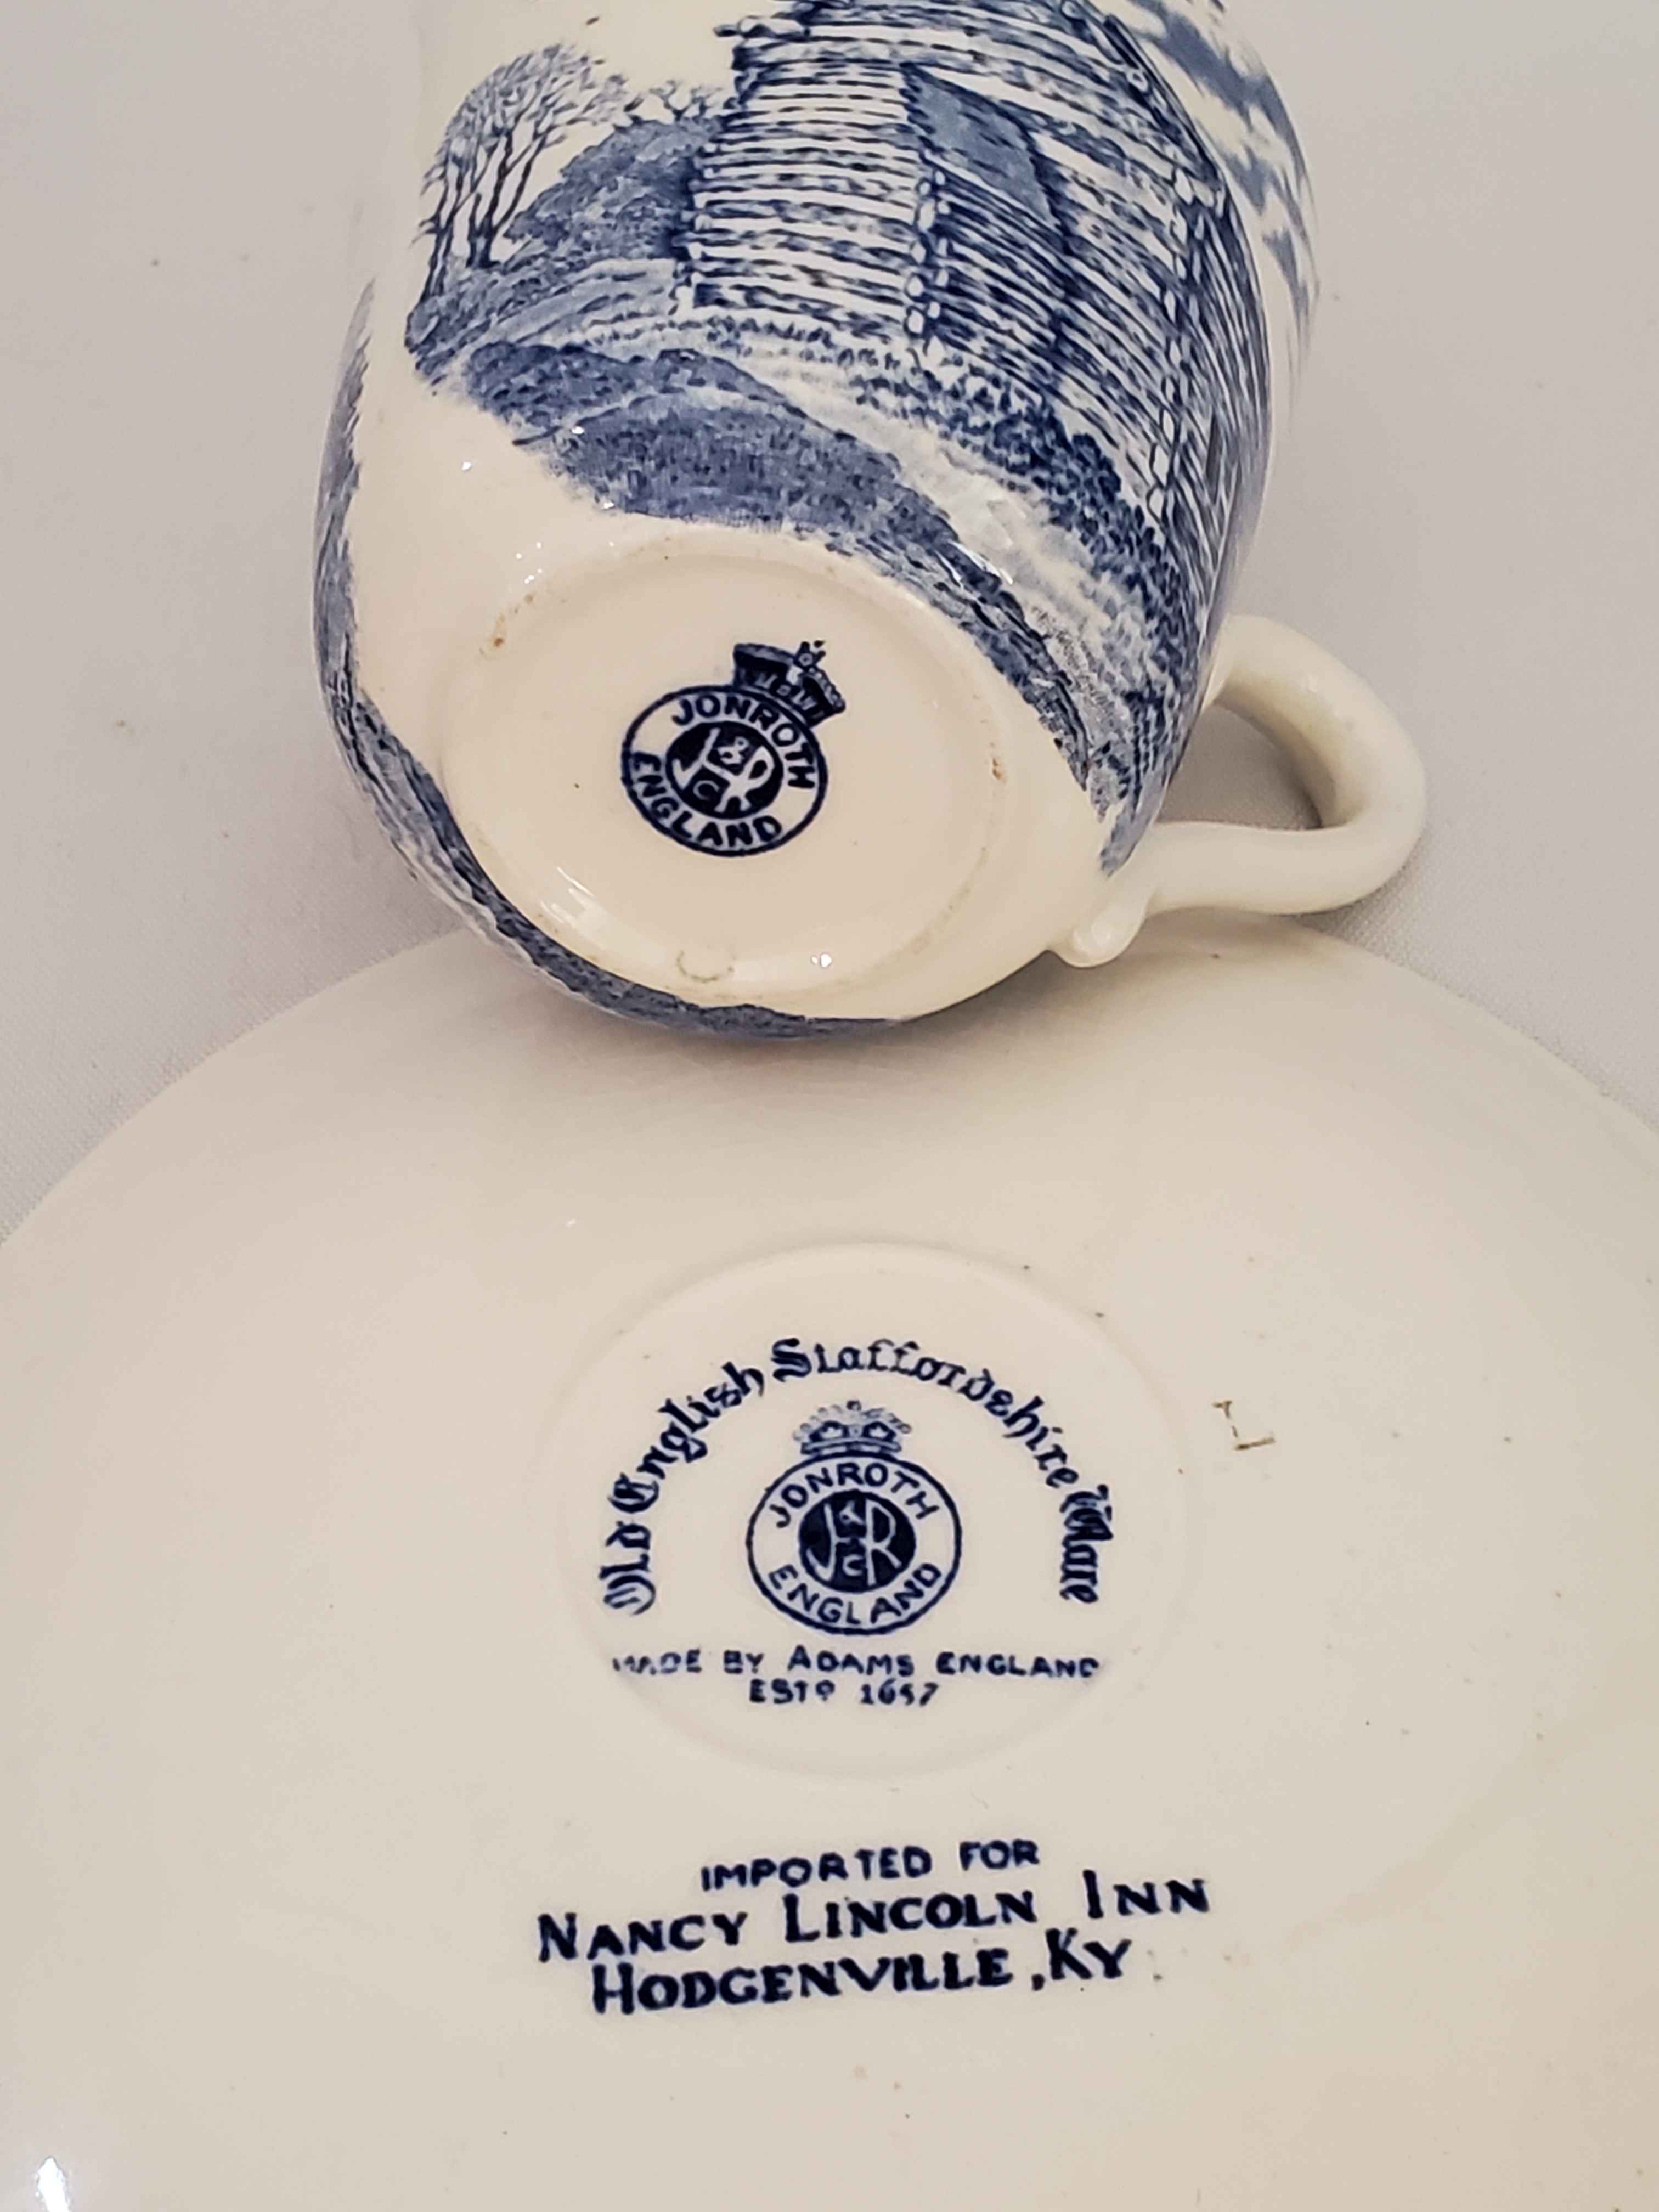 JONROTH
J & R
C
ENGLAND
Old English Staffordshire Ware
JONROTH
J & R
C
ENGLAND
MADE BY ADAMS ENGLAND
ESTD 1657
IMPORTED FOR
NANCY LINCOLN INN
HODGENVILLE, KY